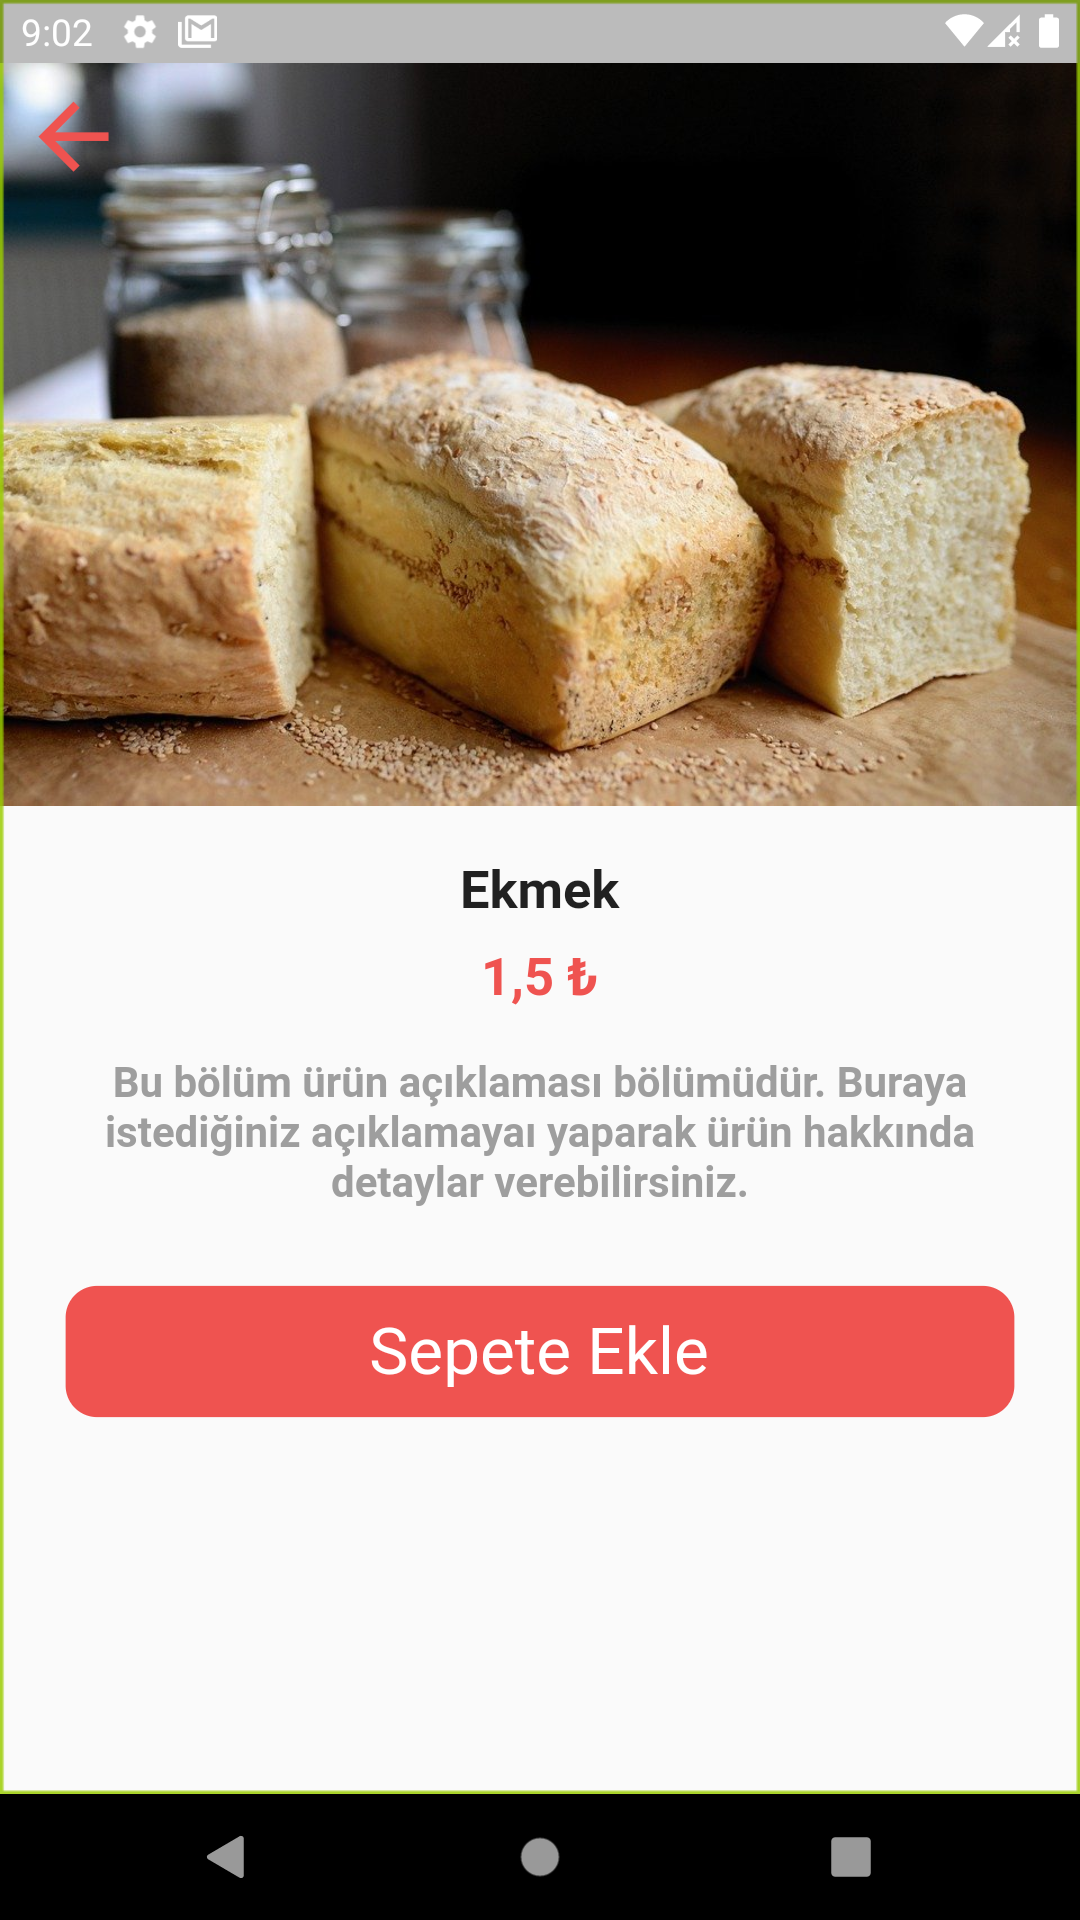 9:02
Ekmek
1,5 ₺
Bu bölüm ürün açıklaması bölümüdür. Buraya
istediğiniz açıklamayaı yaparak ürün hakkında
detaylar verebilirsiniz.
Sepete Ekle